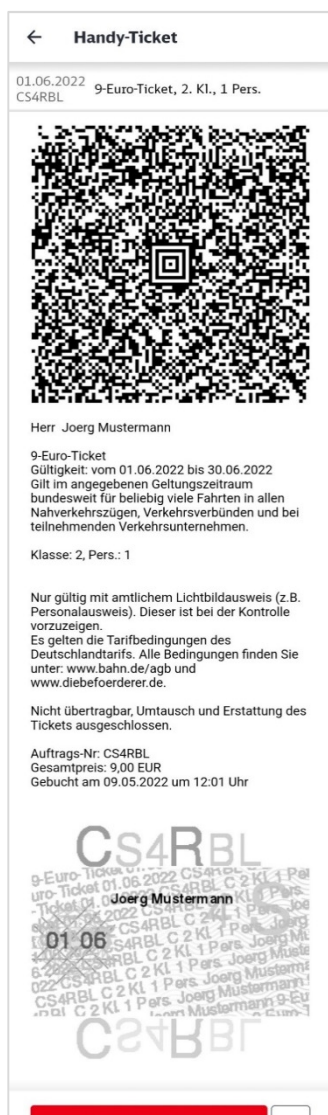 Handy-Ticket
01.06.2022
CS4RBL
9-Euro-Ticket, 2. Kl., 1 Pers.
Herr Joerg Mustermann
9-Euro-Ticket
Gültigkeit: vom 01.06.2022 bis 30.06.2022
Gilt im angegebenen Geltungszeitraum
bundesweit für beliebig viele Fahrten in allen
Nahverkehrszügen, Verkehrsverbünden und bei
teilnehmenden Verkehrsunternehmen.
Klasse: 2, Pers.: 1
Nur gültig mit amtlichem Lichtbildausweis (z.B.
Personalausweis). Dieser ist bei der Kontrolle
vorzuzeigen.
Es gelten die Tarifbedingungen des
Deutschlandtarifs. Alle Bedingungen finden Sie
unter: www.bahn.de/agb und
www.diebefoerderer.de.
Nicht übertragbar, Umtausch und Erstattung des
Tickets ausgeschlossen.
Auftrags-Nr: CS4RBL
Gesamtpreis: 9,00 EUR
Gebucht am 09.05.2022 um 12:01 Uhr
CS4RBL
Joerg Mustermann
01 06
CS4RBL